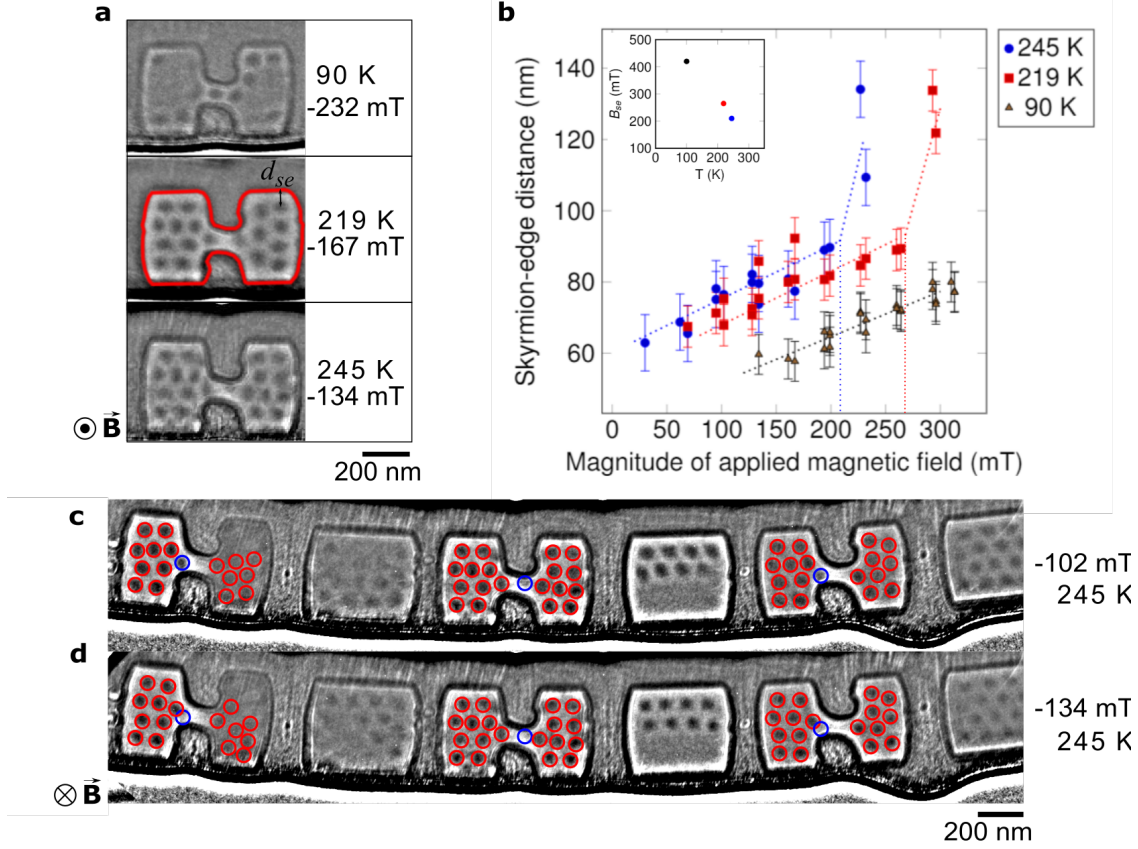 a
90 K
-232 mT
d_se
219 K
-167 mT
245 K
-134 mT
⊙ B⃗
200 nm
b
Skyrmion-edge distance (nm)
140
120
100
80
60
0 50 100 150 200 250 300
Magnitude of applied magnetic field (mT)
500
400
300
200
100
B_se (mT)
0 100 200 300
T (K)
245 K
219 K
90 K
c
-102 mT
245 K
d
-134 mT
245 K
⊗ B⃗
200 nm